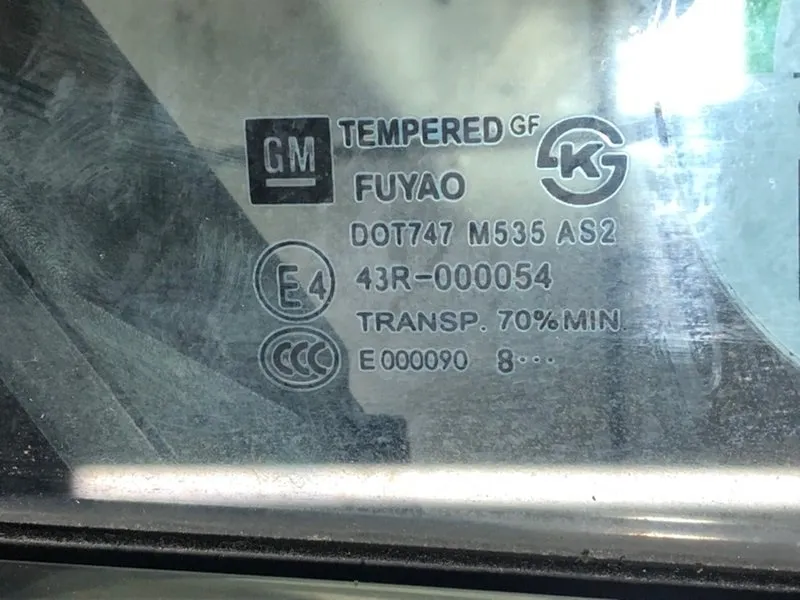 GM TEMPERED GF
K
FUYAO
DOT747 M535 AS2
E4 43R-000054
TRANSP. 70%MIN.
CCC E000090 8···